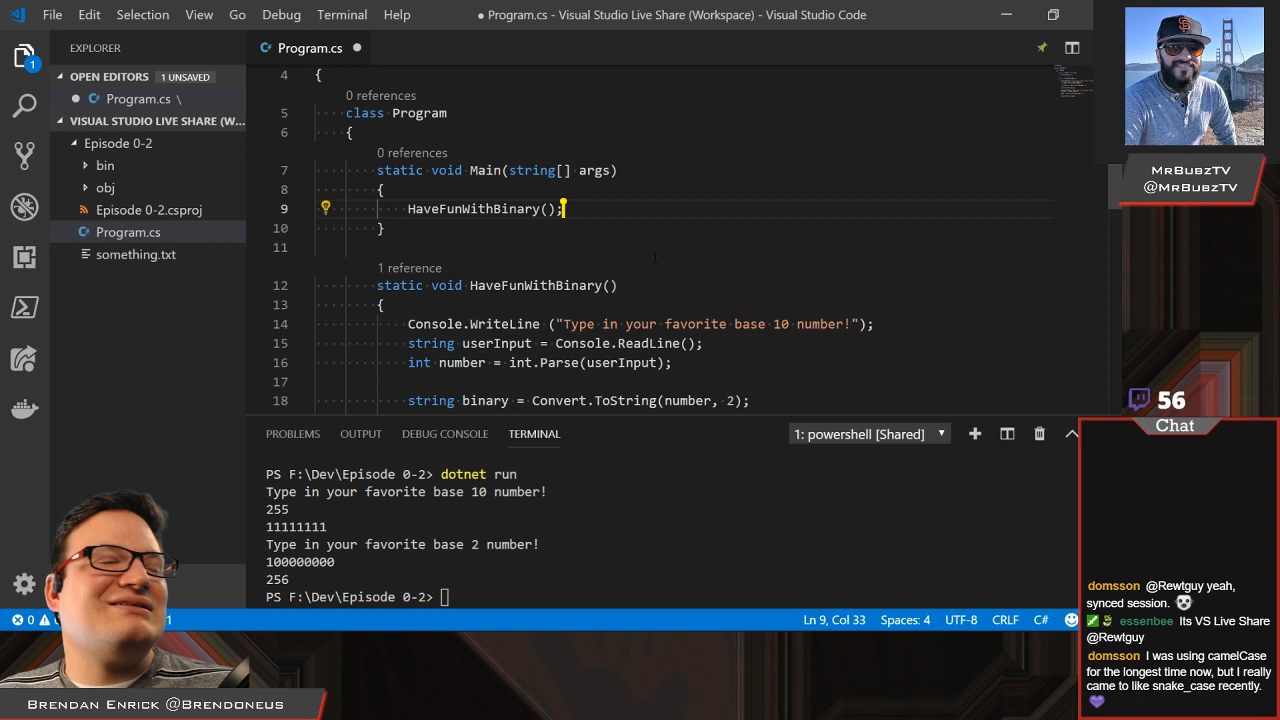 File Edit Selection View Go Debug Terminal Help
● Program.cs - Visual Studio Live Share (Workspace) - Visual Studio Code
EXPLORER
OPEN EDITORS 1 UNSAVED
Program.cs \
VISUAL STUDIO LIVE SHARE (W...
Episode 0-2
bin
obj
Episode 0-2.csproj
Program.cs
something.txt
1
Program.cs
4 {
0 references
5 class Program
6 {
0 references
7 static void Main(string[] args)
8 {
9 HaveFunWithBinary();
10 }
11
1 reference
12 static void HaveFunWithBinary()
13 {
14 Console.WriteLine ("Type in your favorite base 10 number!");
15 string userInput = Console.ReadLine();
16 int number = int.Parse(userInput);
17
18 string binary = Convert.ToString(number, 2);
PROBLEMS OUTPUT DEBUG CONSOLE TERMINAL 1: powershell [Shared]
PS F:\Dev\Episode 0-2> dotnet run
Type in your favorite base 10 number!
255
11111111
Type in your favorite base 2 number!
100000000
256
PS F:\Dev\Episode 0-2>
0 1 Ln 9, Col 33 Spaces: 4 UTF-8 CRLF C#
BRENDAN ENRICK @BRENDONEUS
MRBUBZTV
@MRBUBZTV
56
Chat
domsson @Rewtguy yeah,
synced session.
essenbee Its VS Live Share
@Rewtguy
domsson I was using camelCase
for the longest time now, but I really
came to like snake_case recently.